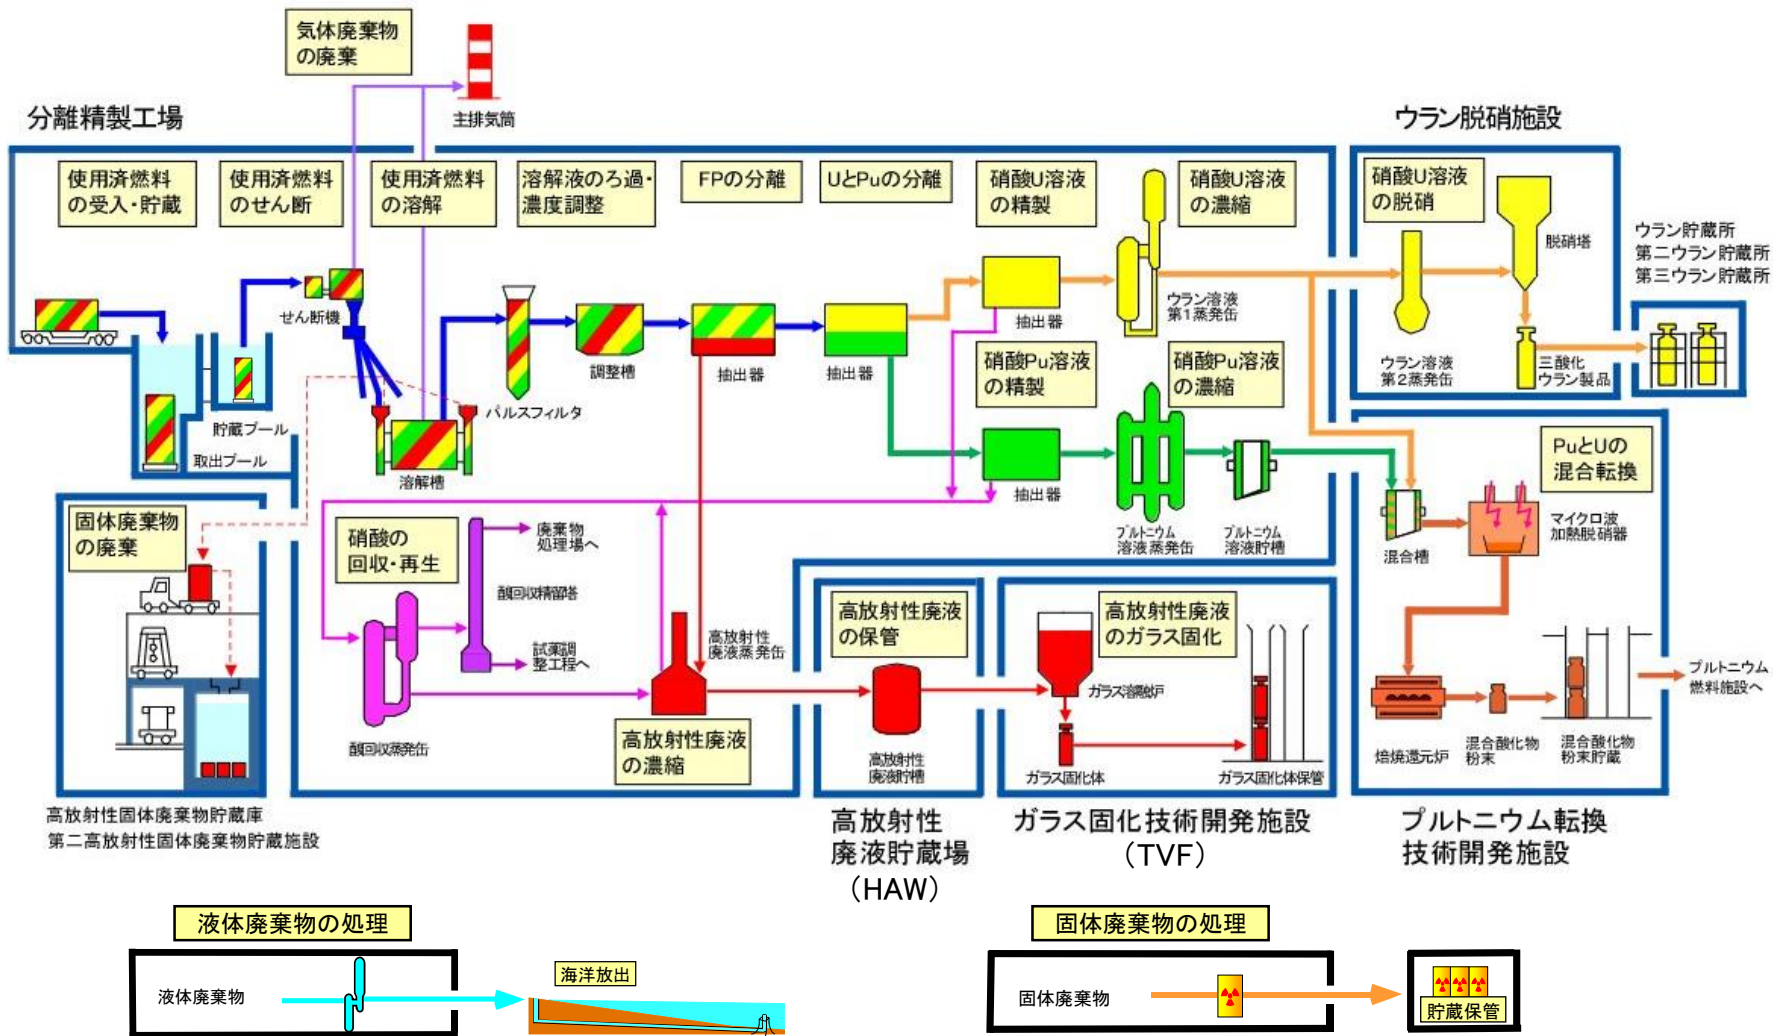 気体廃棄物
の廃棄
主排気筒
分離精製工場
ウラン脱硝施設
使用済燃料
の受入・貯蔵
使用済燃料
のせん断
使用済燃料
の溶解
溶解液のろ過・
濃度調整
FPの分離
UとPuの分離
硝酸U溶液
の精製
硝酸U溶液
の濃縮
硝酸U溶液
の脱硝
脱硝塔
ウラン貯蔵所
第二ウラン貯蔵所
第三ウラン貯蔵所
せん断機
貯蔵プール
取出プール
溶解槽
パルスフィルタ
調整槽
抽出器
抽出器
抽出器
ウラン溶液
第1蒸発缶
ウラン溶液
第2蒸発缶
三酸化
ウラン製品
硝酸Pu溶液
の精製
硝酸Pu溶液
の濃縮
抽出器
プルトニウム
溶液蒸発缶
プルトニウム
溶液貯槽
PuとUの
混合転換
混合槽
マイクロ波
加熱脱硝器
固体廃棄物
の廃棄
硝酸の
回収・再生
廃棄物
処理場へ
酸回収精留塔
試薬調
整工程へ
酸回収蒸発缶
高放射性
廃液蒸発缶
高放射性廃液
の濃縮
高放射性廃液
の保管
高放射性
廃液貯槽
高放射性廃液
のガラス固化
ガラス溶融炉
ガラス固化体
ガラス固化体保管
焙焼還元炉
混合酸化物
粉末
混合酸化物
粉末貯蔵
プルトニウム
燃料施設へ
高放射性固体廃棄物貯蔵庫
第二高放射性固体廃棄物貯蔵施設
高放射性
廃液貯蔵場
(HAW)
ガラス固化技術開発施設
(TVF)
プルトニウム転換
技術開発施設
液体廃棄物の処理
液体廃棄物
海洋放出
固体廃棄物の処理
固体廃棄物
貯蔵保管